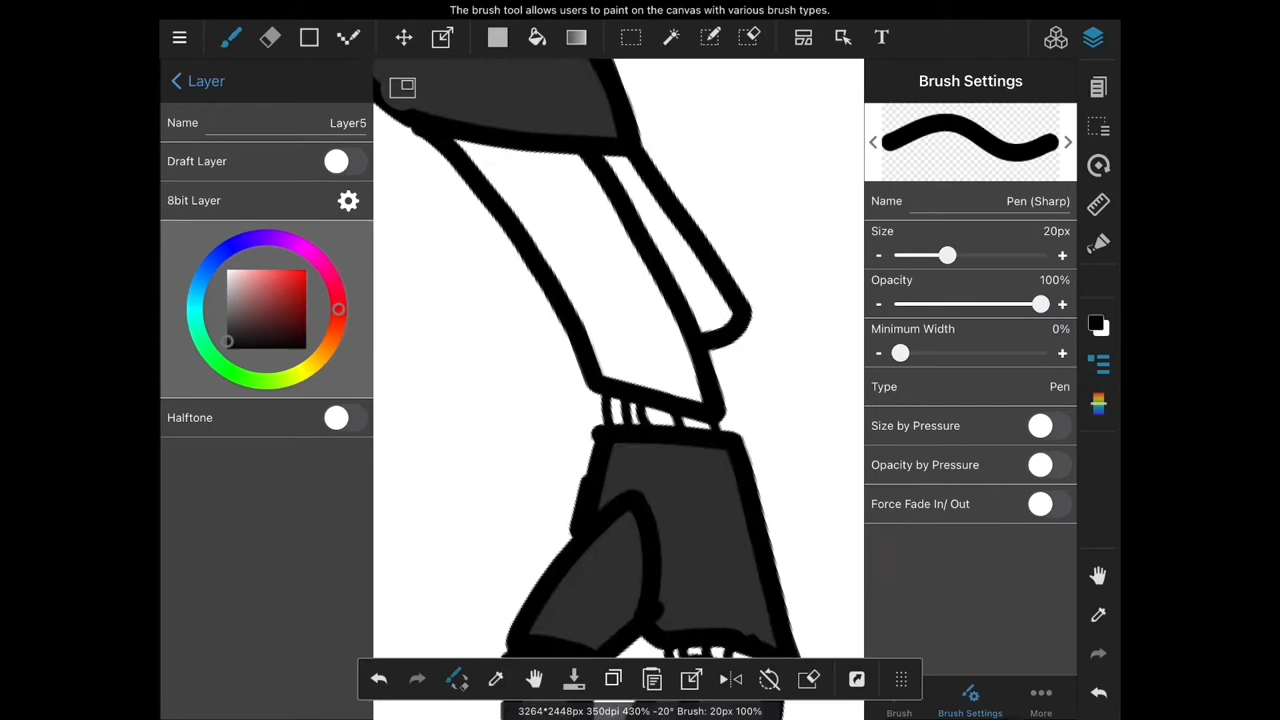 The brush tool allows users to paint on the canvas with various brush types.
T
Layer
Name Layer5
Draft Layer
8bit Layer
Halftone
Brush Settings
Name Pen (Sharp)
Size 20px
- +
Opacity 100%
- +
Minimum Width 0%
- +
Type Pen
Size by Pressure
Opacity by Pressure
Force Fade In/ Out
Brush Brush Settings More
3264*2448px 350dpi 430% -20° Brush: 20px 100%